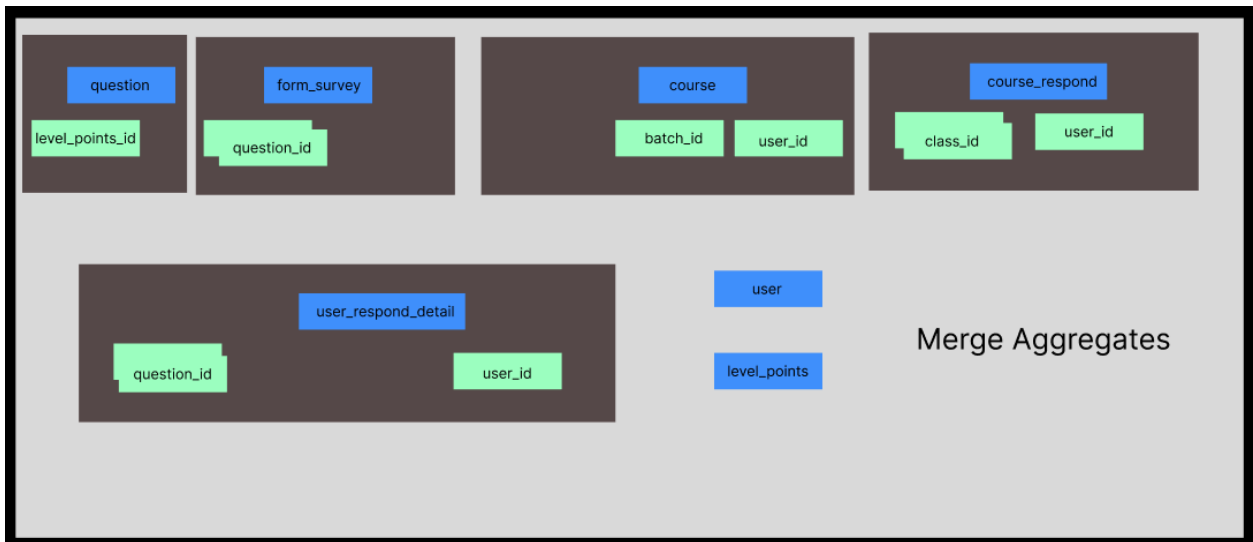 question
level_points_id
form_survey
question_id
course
batch_id
user_id
course_respond
class_id
user_id
user_respond_detail
question_id
user_id
user
level_points
Merge Aggregates